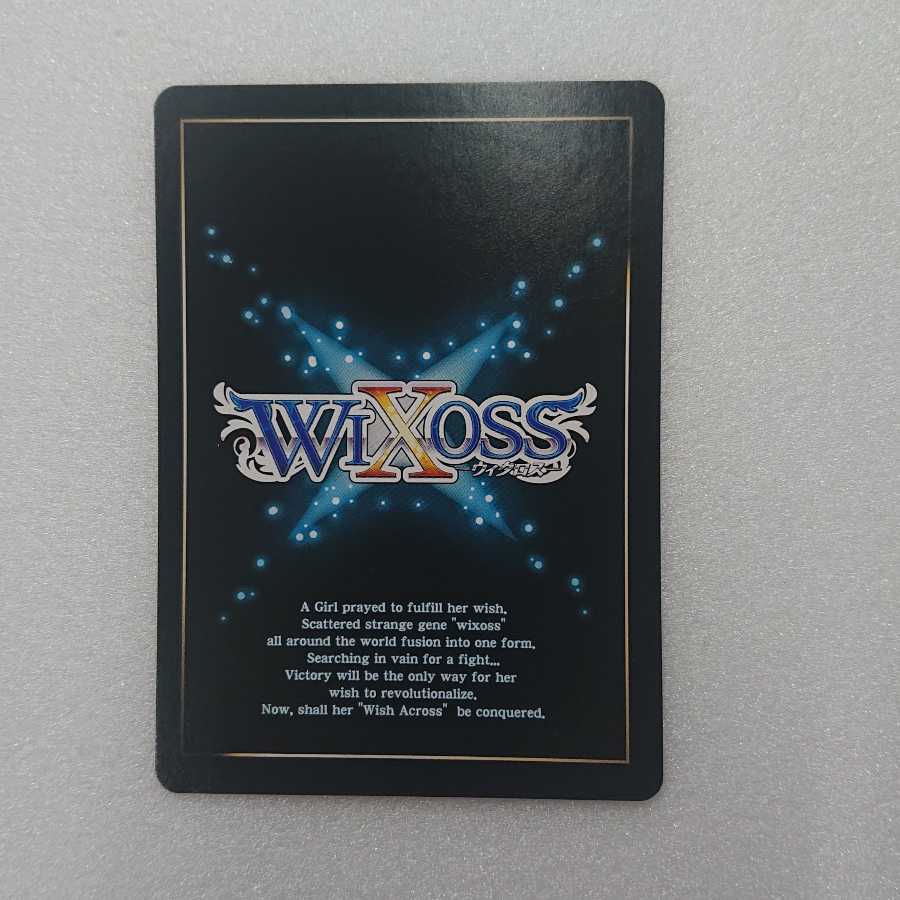 WIXOSS
ウィクロス
A Girl prayed to fulfill her wish.
Scattered strange gene "wixoss"
all around the world fusion into one form.
Searching in vain for a fight...
Victory will be the only way for her
wish to revolutionalize.
Now, shall her "Wish Across" be conquered.